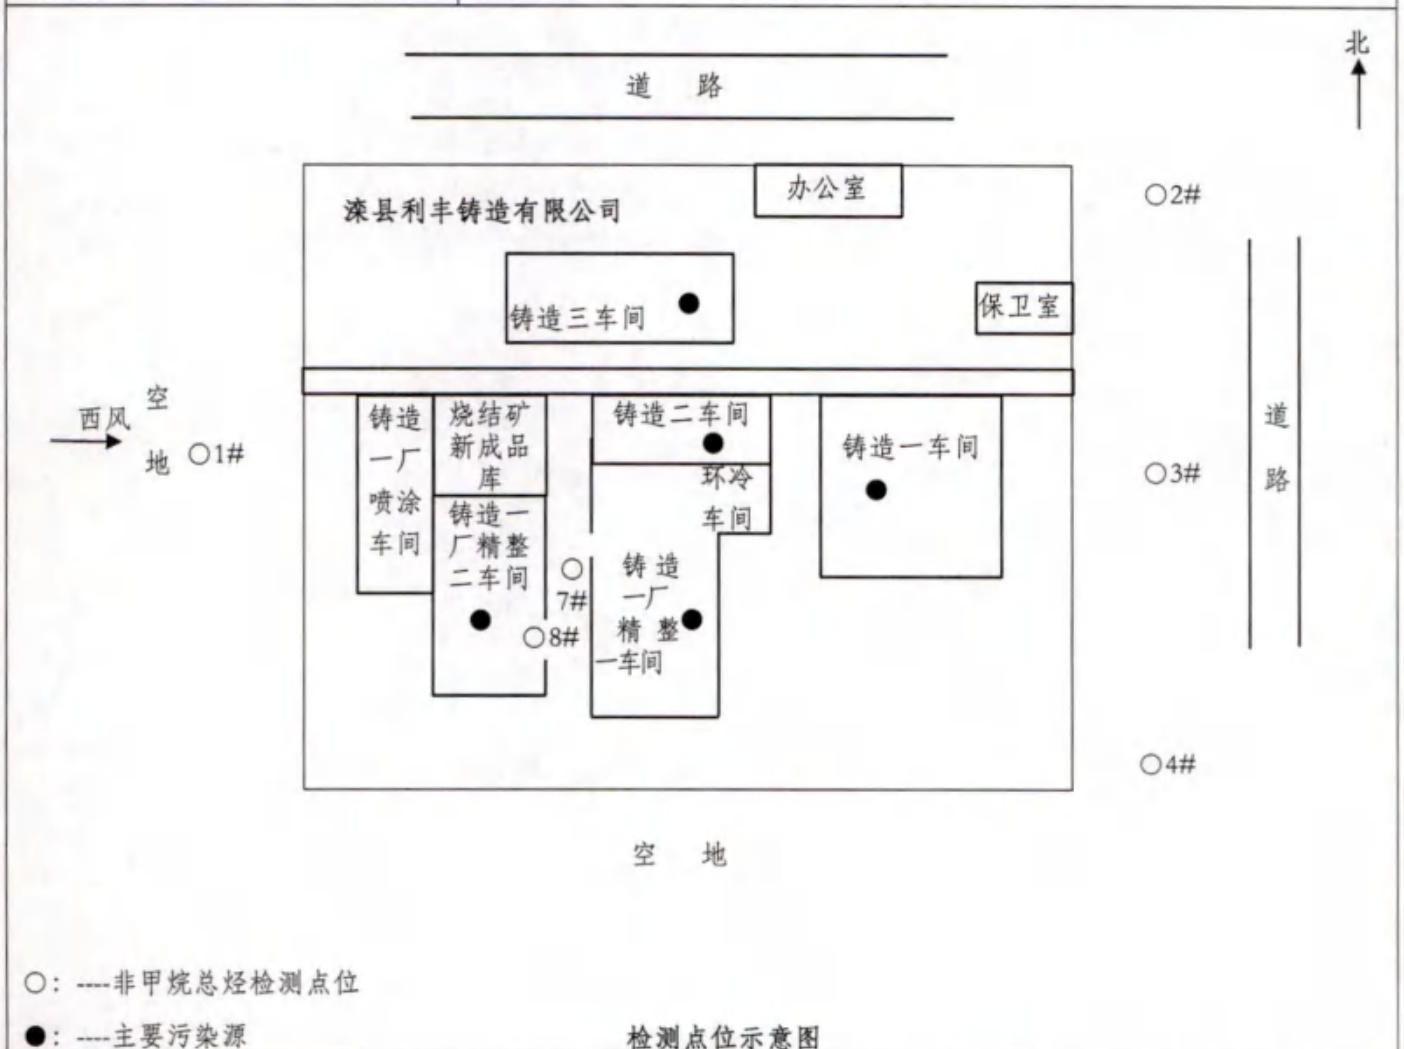 北
道 路
办公室
○2#
滦县利丰铸造有限公司
保卫室
铸造三车间
西风
空
地
○1#
铸造
一厂
喷涂
车间
烧结矿
新成品
库
铸造一
厂精整
二车间
铸造二车间
环冷
车间
铸造一车间
○3#
道
路
7#
○8#
铸 造
一厂
精 整
一车间
○4#
空 地
○：----非甲烷总烃检测点位
●：----主要污染源
检测点位示意图